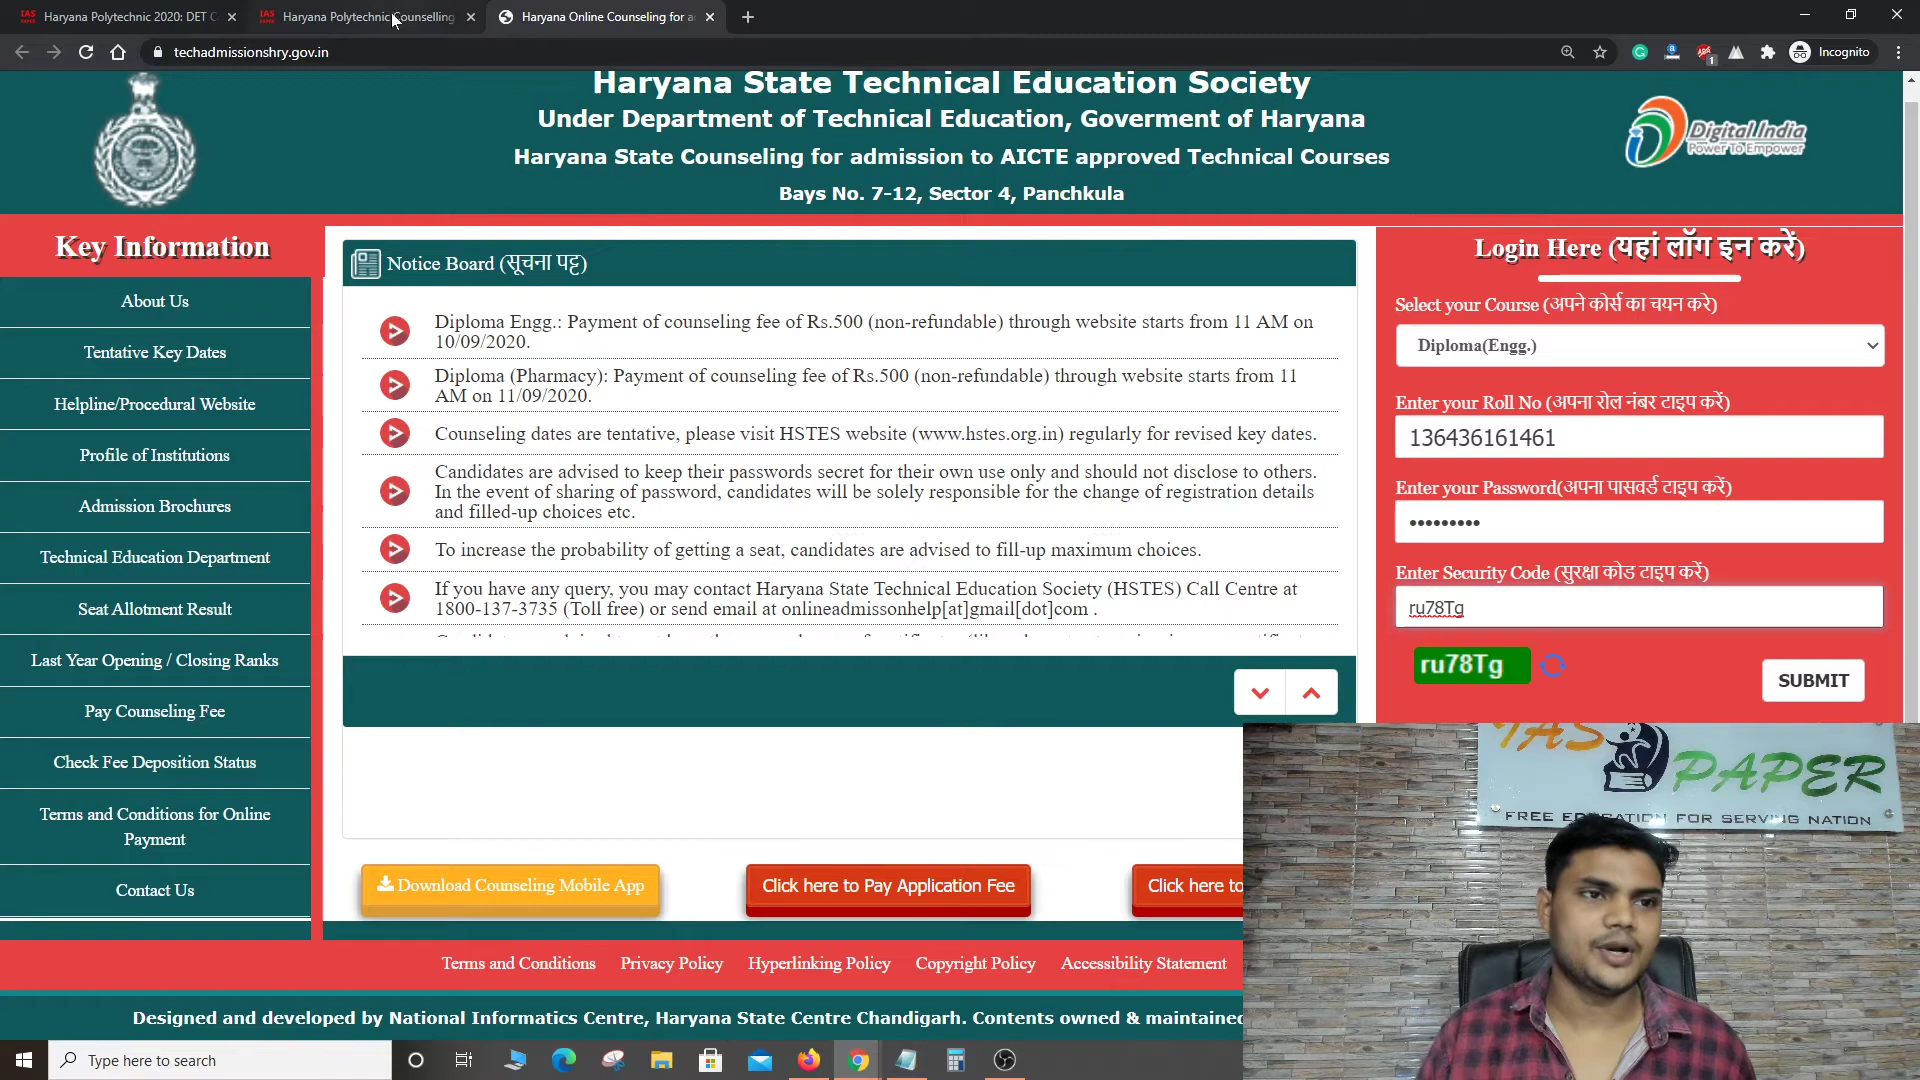 Haryana Polytechnic 2020: DET C
Haryana Polytechnic Counselling
Haryana Online Counseling for a
techadmissionshry.gov.in
Incognito
Haryana State Technical Education Society
Under Department of Technical Education, Goverment of Haryana
Haryana State Counseling for admission to AICTE approved Technical Courses
Bays No. 7-12, Sector 4, Panchkula
Digital India
Power To Empower
Key Information
About Us
Tentative Key Dates
Helpline/Procedural Website
Profile of Institutions
Admission Brochures
Technical Education Department
Seat Allotment Result
Last Year Opening / Closing Ranks
Pay Counseling Fee
Check Fee Deposition Status
Terms and Conditions for Online
Payment
Contact Us
Notice Board (सूचना पट्ट)
Diploma Engg.: Payment of counseling fee of Rs.500 (non-refundable) through website starts from 11 AM on
10/09/2020.
Diploma (Pharmacy): Payment of counseling fee of Rs.500 (non-refundable) through website starts from 11
AM on 11/09/2020.
Counseling dates are tentative, please visit HSTES website (www.hstes.org.in) regularly for revised key dates.
Candidates are advised to keep their passwords secret for their own use only and should not disclose to others.
In the event of sharing of password, candidates will be solely responsible for the change of registration details
and filled-up choices etc.
To increase the probability of getting a seat, candidates are advised to fill-up maximum choices.
If you have any query, you may contact Haryana State Technical Education Society (HSTES) Call Centre at
1800-137-3735 (Toll free) or send email at onlineadmissonhelp[at]gmail[dot]com .
Login Here (यहां लॉग इन करें)
Select your Course (अपने कोर्स का चयन करे)
Diploma(Engg.)
Enter your Roll No (अपना रोल नंबर टाइप करें)
136436161461
Enter your Password(अपना पासवर्ड टाइप करें)
•••••••••
Enter Security Code (सुरक्षा कोड टाइप करें)
ru78Tg
ru78Tg
SUBMIT
Download Counseling Mobile App
Click here to Pay Application Fee
Click here to
IAS PAPER
FREE EDUCATION FOR SERVING NATION
Terms and Conditions
Privacy Policy
Hyperlinking Policy
Copyright Policy
Accessibility Statement
Designed and developed by National Informatics Centre, Haryana State Centre Chandigarh. Contents owned & maintained
Type here to search